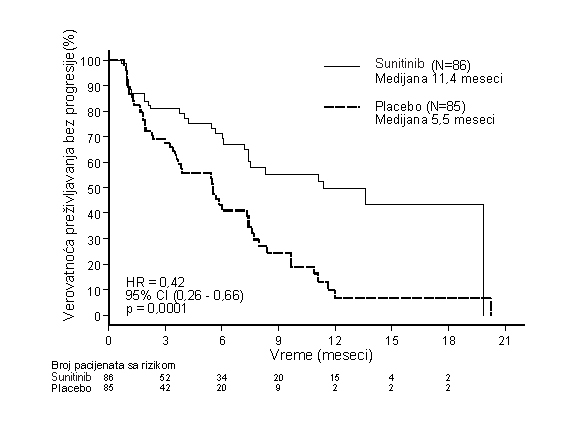 Verovatnoća preživljavanja bez progresije(%)
100
90
80
70
60
50
40
30
20
10
0
Sunitinib (N=86)
Medijana 11,4 meseci
Placebo (N=85)
Medijana 5,5 meseci
HR = 0,42
95% CI (0,26 - 0,66)
p = 0,0001
0 3 6 9 12 15 18 21
Vreme (meseci)
Broj pacijenata sa rizikom
Sunitinib 86 52 34 20 15 4 2
Placebo 85 42 20 9 2 2 2